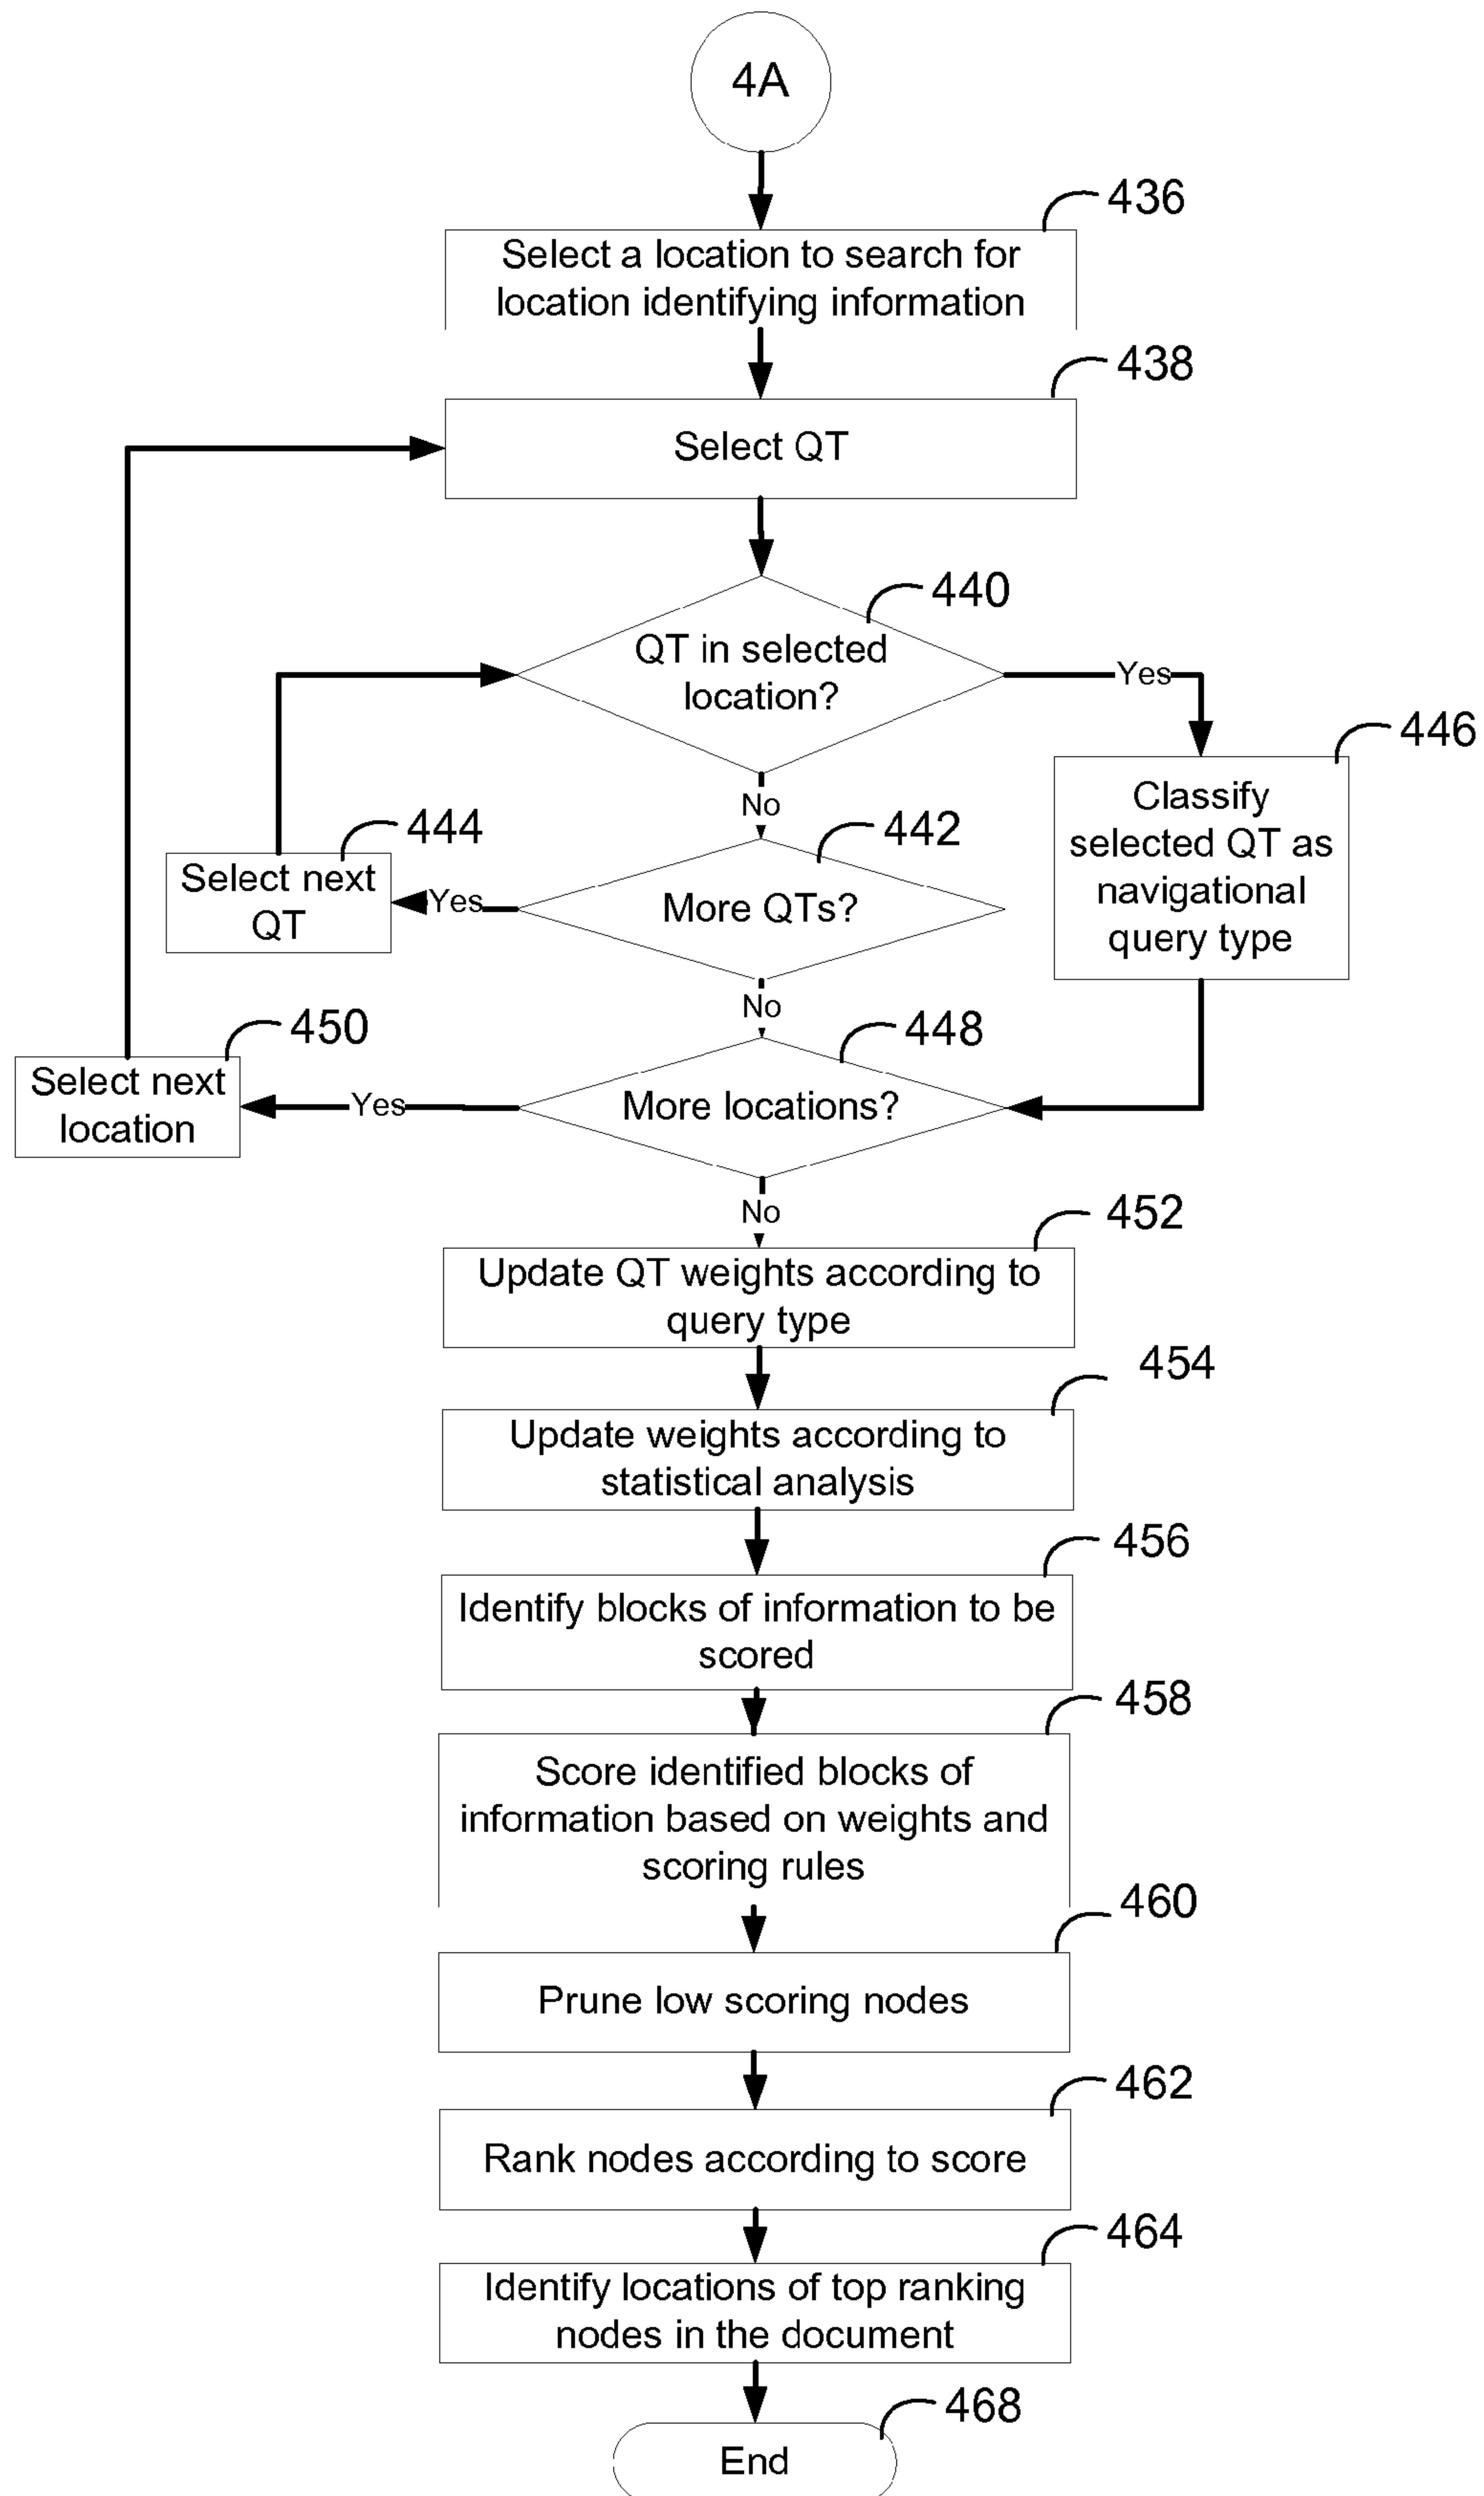 4A
436
Select a location to search for
location identifying information
438
Select QT
440
QT in selected
location?
Yes
446
Classify
selected QT as
navigational
query type
No
442
More QTs?
Yes
444
Select next
QT
No
448
More locations?
Yes
450
Select next
location
No
452
Update QT weights according to
query type
454
Update weights according to
statistical analysis
456
Identify blocks of information to be
scored
458
Score identified blocks of
information based on weights and
scoring rules
460
Prune low scoring nodes
462
Rank nodes according to score
464
Identify locations of top ranking
nodes in the document
468
End